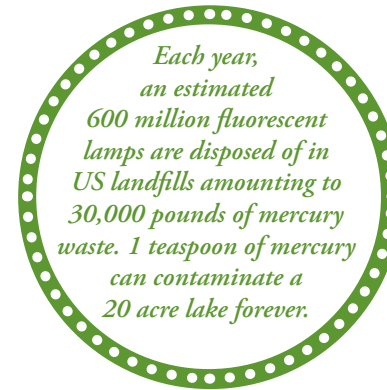 Each year,
an estimated
600 million fluorescent
lamps are disposed of in
US landfills amounting to
30,000 pounds of mercury
waste. 1 teaspoon of mercury
can contaminate a
20 acre lake forever.